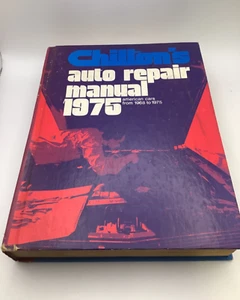 Chilton's
auto repair
manual
1975
american cars
from 1968 to 1975